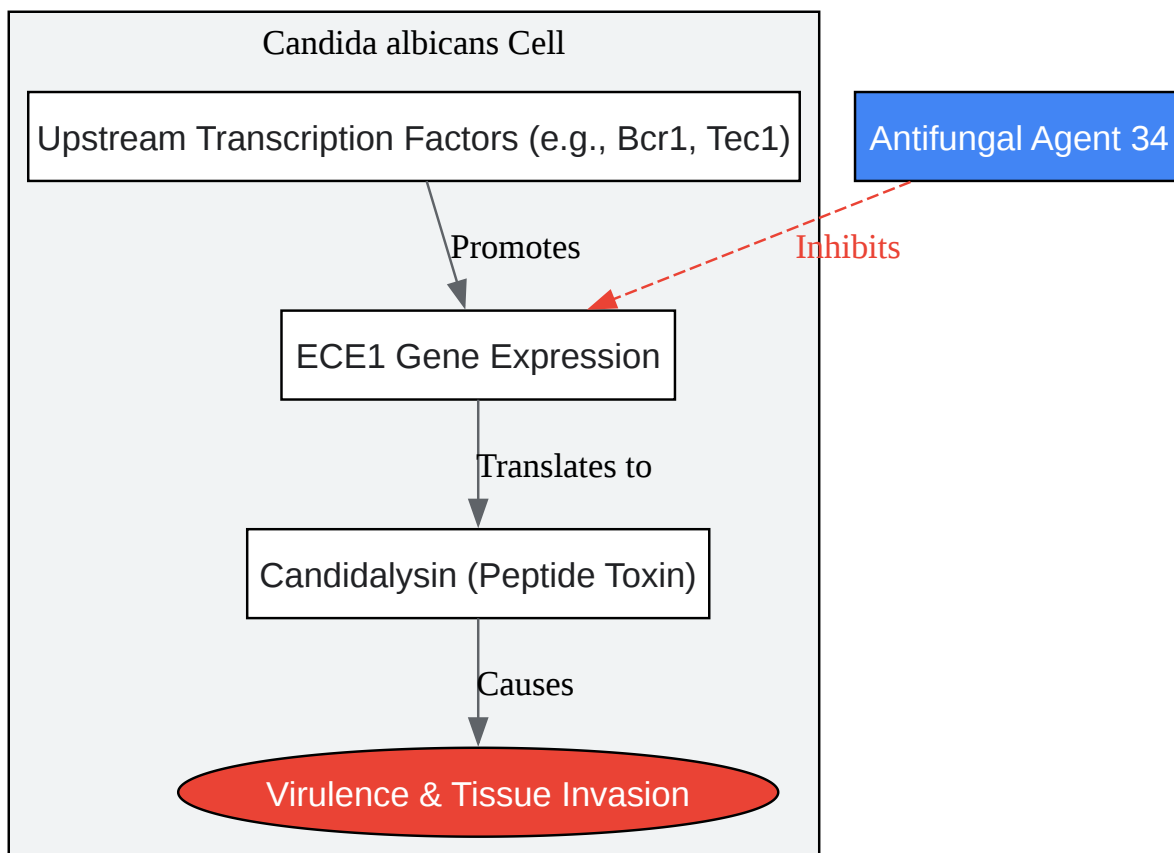 Candida albicans Cell
Upstream Transcription Factors (e.g., Bcr1, Tec1)
Antifungal Agent 34
Promotes
Inhibits
ECE1 Gene Expression
Translates to
Candidalysin (Peptide Toxin)
Causes
Virulence & Tissue Invasion